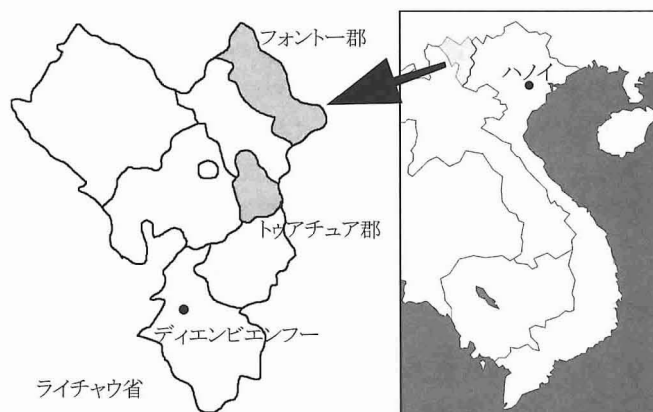 フォントー郡
ハノイ
トゥアチュア郡
ディエンビエンフー
ライチャウ省